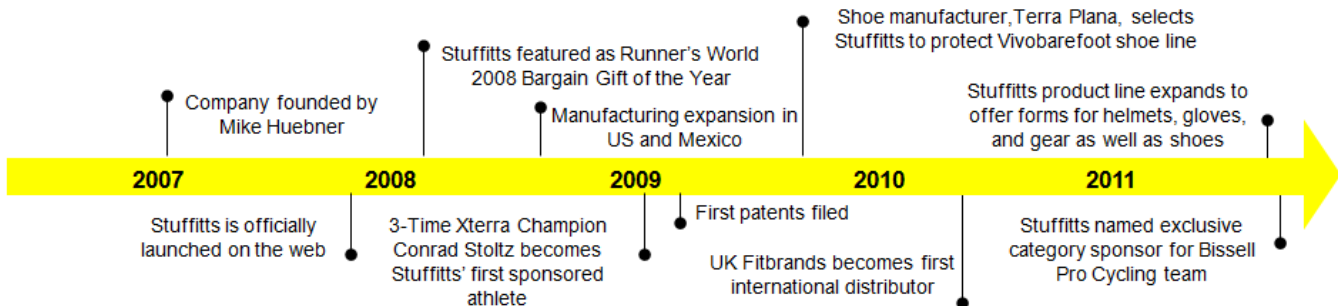 Shoe manufacturer,Terra Plana, selects
Stuffitts to protect Vivobarefoot shoe line
Stuffitts featured as Runner's World
2008 Bargain Gift of the Year
Company founded by
Mike Huebner
Manufacturing expansion in
US and Mexico
Stuffitts product line expands to
offer forms for helmets, gloves,
and gear as well as shoes
2007 2008 2009 2010 2011
Stuffitts is officially
launched on the web
3-Time Xterra Champion
Conrad Stoltz becomes
Stuffitts' first sponsored
athlete
First patents filed
UK Fitbrands becomes first
international distributor
Stuffitts named exclusive
category sponsor for Bissell
Pro Cycling team